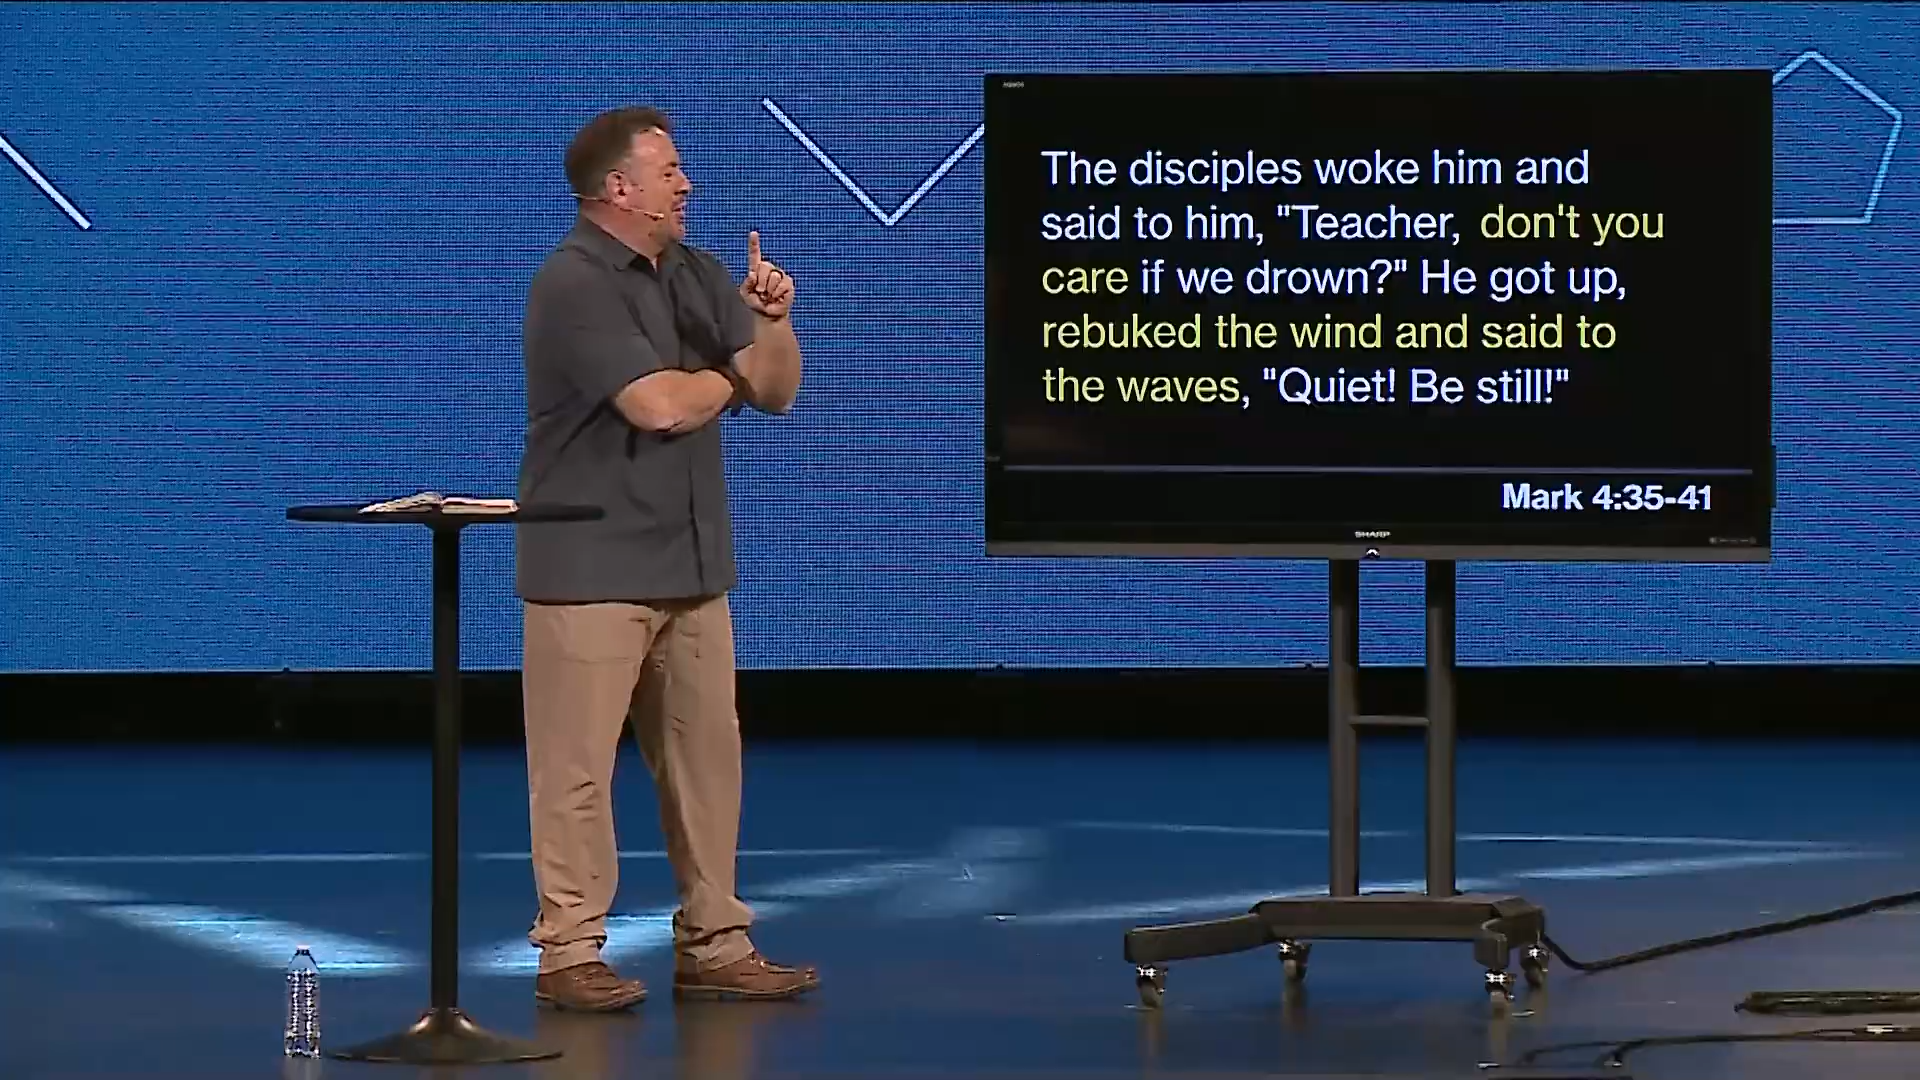 The disciples woke him and
said to him, "Teacher, don't you
care if we drown?" He got up,
rebuked the wind and said to
the waves, "Quiet! Be still!"
Mark 4:35-41
SHARP